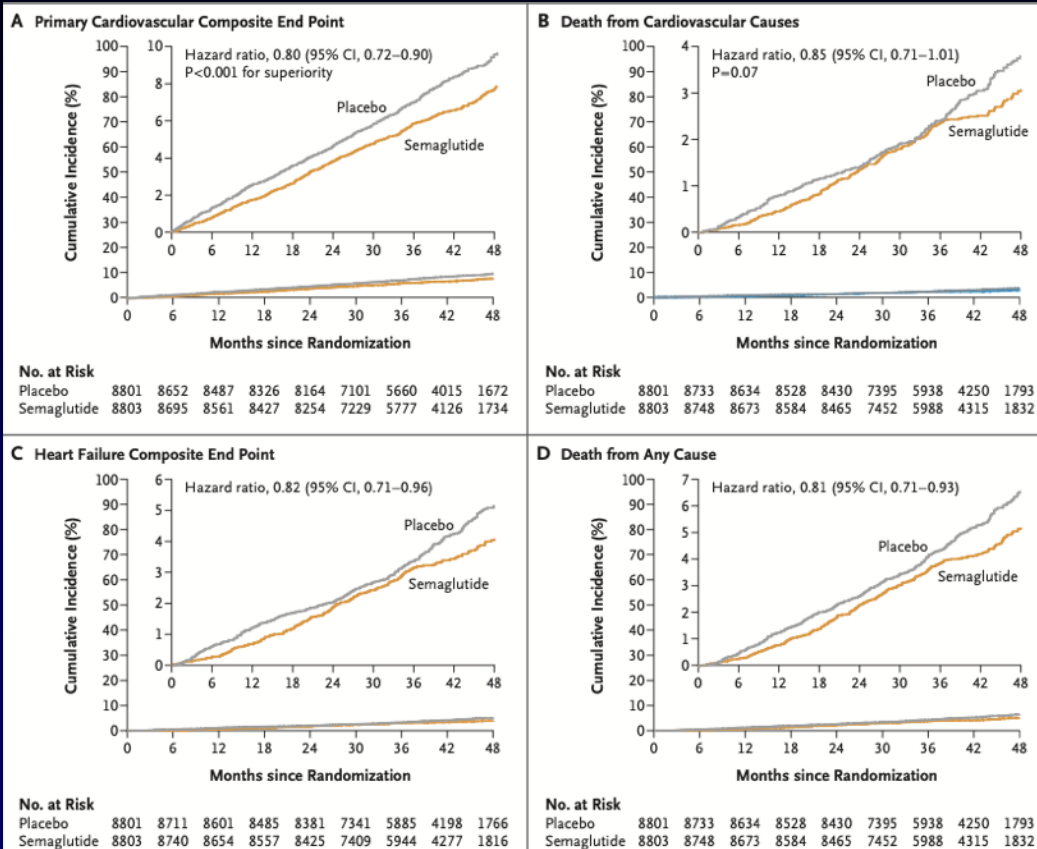 A Primary Cardiovascular Composite End Point
Cumulative Incidence (%)
100
90
80
70
60
50
40
30
20
10
0
10
8
6
4
2
0
Hazard ratio, 0.80 (95% CI, 0.72–0.90)
P<0.001 for superiority
Placebo
Semaglutide
0 6 12 18 24 30 36 42 48
0 6 12 18 24 30 36 42 48
Months since Randomization
No. at Risk
Placebo 8801 8652 8487 8326 8164 7101 5660 4015 1672
Semaglutide 8803 8695 8561 8427 8254 7229 5777 4126 1734
B Death from Cardiovascular Causes
Cumulative Incidence (%)
100
90
80
70
60
50
40
30
20
10
0
4
3
2
1
0
Hazard ratio, 0.85 (95% CI, 0.71–1.01)
P=0.07
Placebo
Semaglutide
0 6 12 18 24 30 36 42 48
0 6 12 18 24 30 36 42 48
Months since Randomization
No. at Risk
Placebo 8801 8733 8634 8528 8430 7395 5938 4250 1793
Semaglutide 8803 8748 8673 8584 8465 7452 5988 4315 1832
C Heart Failure Composite End Point
Cumulative Incidence (%)
100
90
80
70
60
50
40
30
20
10
0
6
5
4
3
2
1
0
Hazard ratio, 0.82 (95% CI, 0.71–0.96)
Placebo
Semaglutide
0 6 12 18 24 30 36 42 48
0 6 12 18 24 30 36 42 48
Months since Randomization
No. at Risk
Placebo 8801 8711 8601 8485 8381 7341 5885 4198 1766
Semaglutide 8803 8740 8654 8557 8425 7409 5944 4277 1816
D Death from Any Cause
Cumulative Incidence (%)
100
90
80
70
60
50
40
30
20
10
0
7
6
5
4
3
2
1
0
Hazard ratio, 0.81 (95% CI, 0.71–0.93)
Placebo
Semaglutide
0 6 12 18 24 30 36 42 48
0 6 12 18 24 30 36 42 48
Months since Randomization
No. at Risk
Placebo 8801 8733 8634 8528 8430 7395 5938 4250 1793
Semaglutide 8803 8748 8673 8584 8465 7452 5988 4315 1832